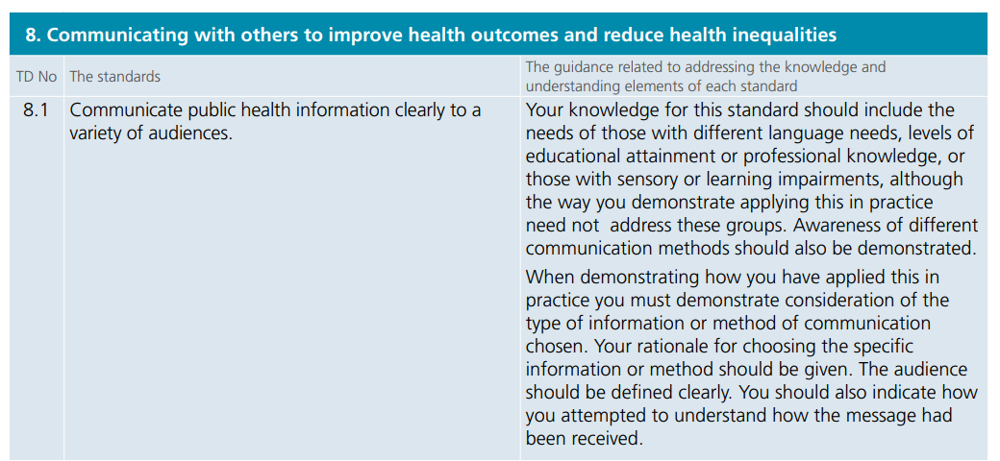 8. Communicating with others to improve health outcomes and reduce health inequalities
TD No
The standards
The guidance related to addressing the knowledge and
understanding elements of each standard
8.1
Communicate public health information clearly to a
variety of audiences.
Your knowledge for this standard should include the
needs of those with different language needs, levels of
educational attainment or professional knowledge, or
those with sensory or learning impairments, although
the way you demonstrate applying this in practice
need not  address these groups. Awareness of different
communication methods should also be demonstrated.
When demonstrating how you have applied this in
practice you must demonstrate consideration of the
type of information or method of communication
chosen. Your rationale for choosing the specific
information or method should be given. The audience
should be defined clearly. You should also indicate how
you attempted to understand how the message had
been received.